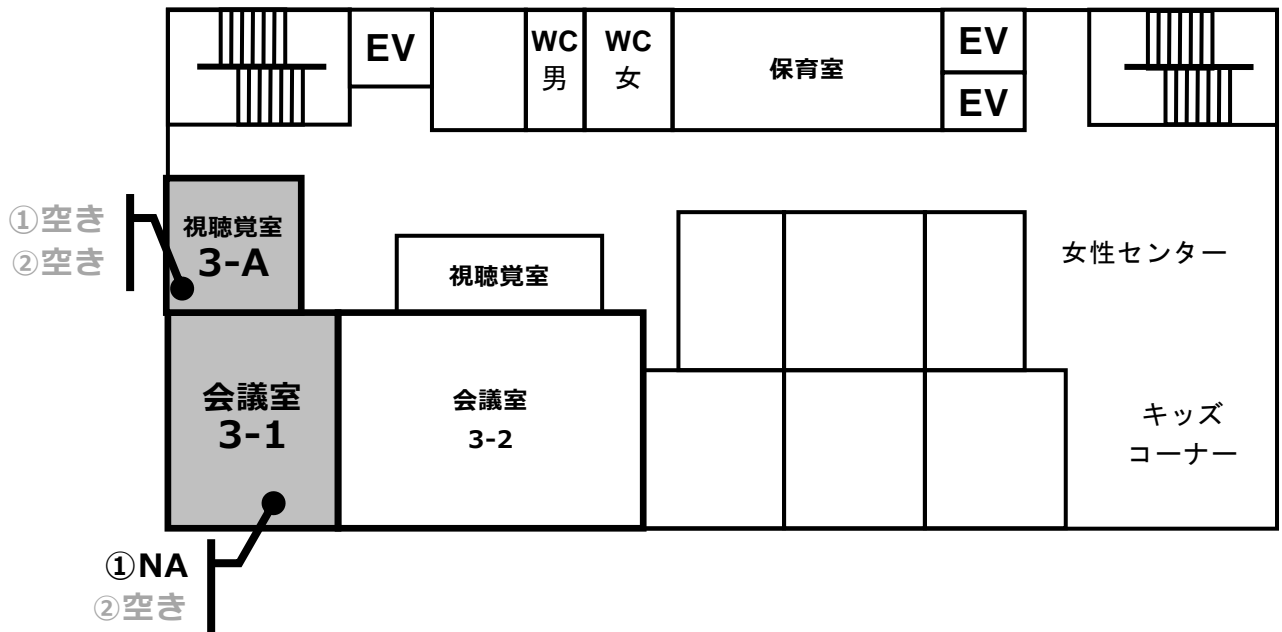 EV
WC
男
WC
女
保育室
EV
EV
①空き
②空き
視聴覚室
3-A
視聴覚室
女性センター
会議室
3-1
会議室
3-2
キッズ
コーナー
①NA
②空き